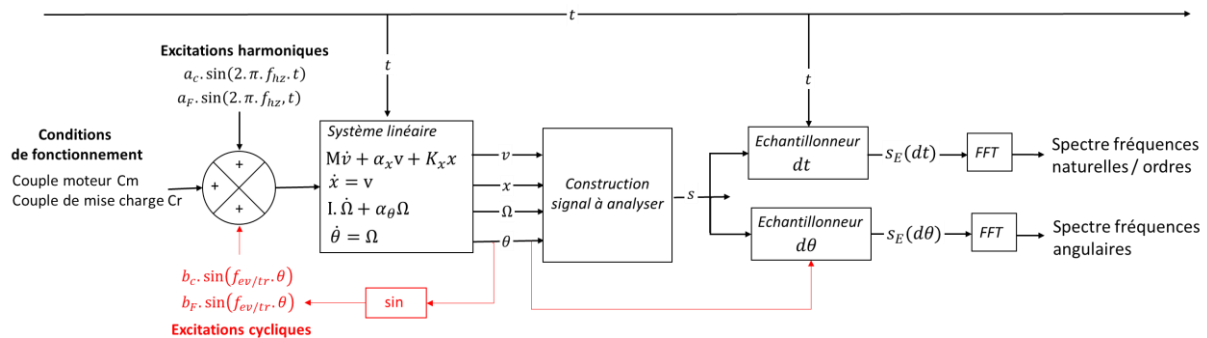 t
Excitations harmoniques
a_c.sin(2.π.f_hz.t)
a_F.sin(2.π.f_hz,t)
t
t
Conditions
de fonctionnement
Couple moteur Cm
Couple de mise charge Cr
+
+
+
Système linéaire
Mv̇ + α_x v + K_x x
ẋ = v
I.Ω̇ + α_θ Ω
θ̇ = Ω
v
x
Ω
θ
Construction
signal à analyser
s
Echantillonneur
dt
s_E(dt)
FFT
Spectre fréquences
naturelles / ordres
Echantillonneur
dθ
s_E(dθ)
FFT
Spectre fréquences
angulaires
b_c.sin(f_ev/tr.θ)
b_F.sin(f_ev/tr.θ)
sin
Excitations cycliques